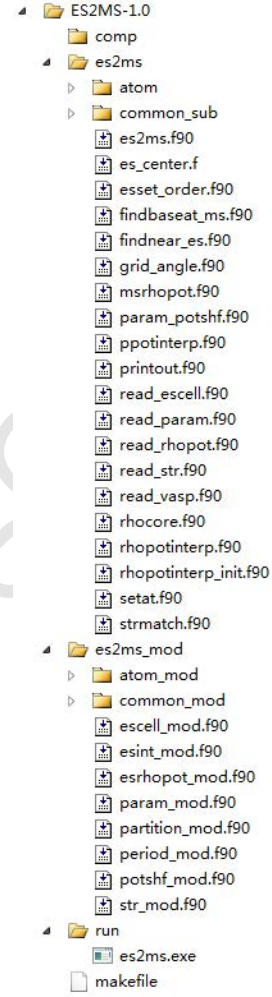 ES2MS-1.0
comp
es2ms
atom
common_sub
es2ms.f90
es_center.f
esset_order.f90
findbaseat_ms.f90
findnear_es.f90
grid_angle.f90
msrhopot.f90
param_potshf.f90
ppotinterp.f90
printout.f90
read_escell.f90
read_param.f90
read_rhopot.f90
read_str.f90
read_vasp.f90
rhocore.f90
rhopotinterp.f90
rhopotinterp_init.f90
setat.f90
strmatch.f90
es2ms_mod
atom_mod
common_mod
escell_mod.f90
esint_mod.f90
esrhopot_mod.f90
param_mod.f90
partition_mod.f90
period_mod.f90
potshf_mod.f90
str_mod.f90
run
es2ms.exe
makefile